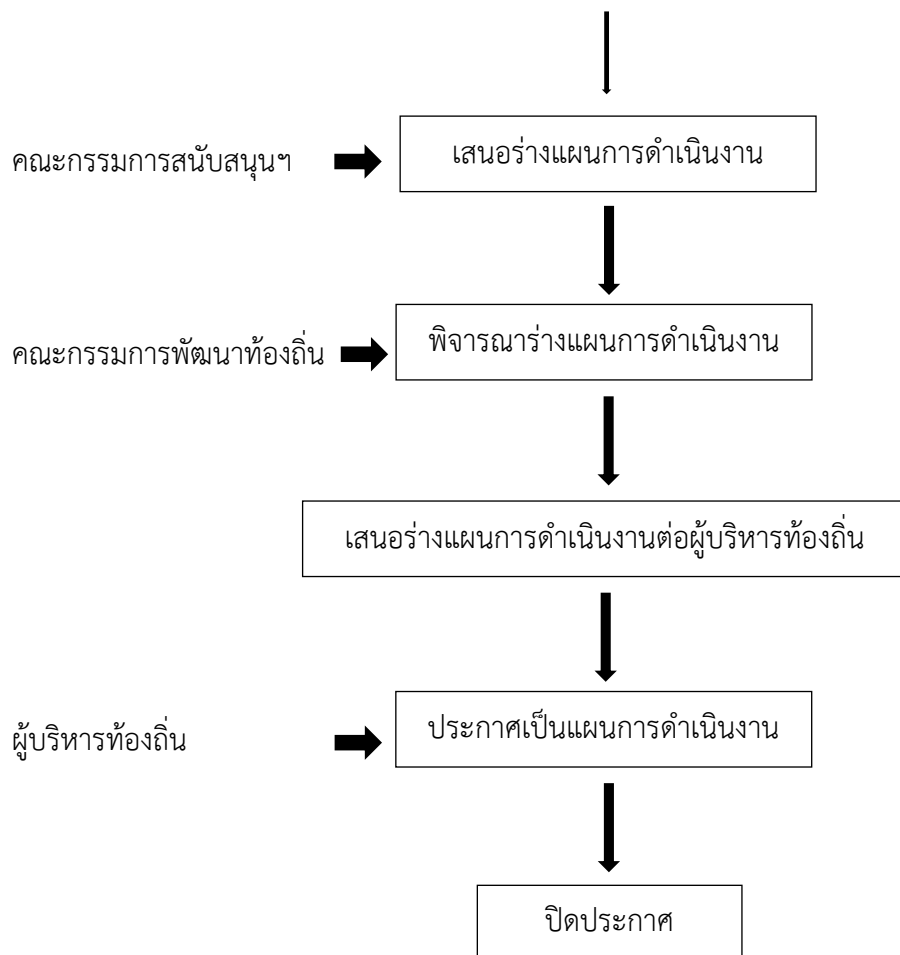 คณะกรรมการสนับสนุนฯ
เสนอร่างแผนการดำเนินงาน
คณะกรรมการพัฒนาท้องถิ่น
พิจารณาร่างแผนการดำเนินงาน
เสนอร่างแผนการดำเนินงานต่อผู้บริหารท้องถิ่น
ผู้บริหารท้องถิ่น
ประกาศเป็นแผนการดำเนินงาน
ปิดประกาศ